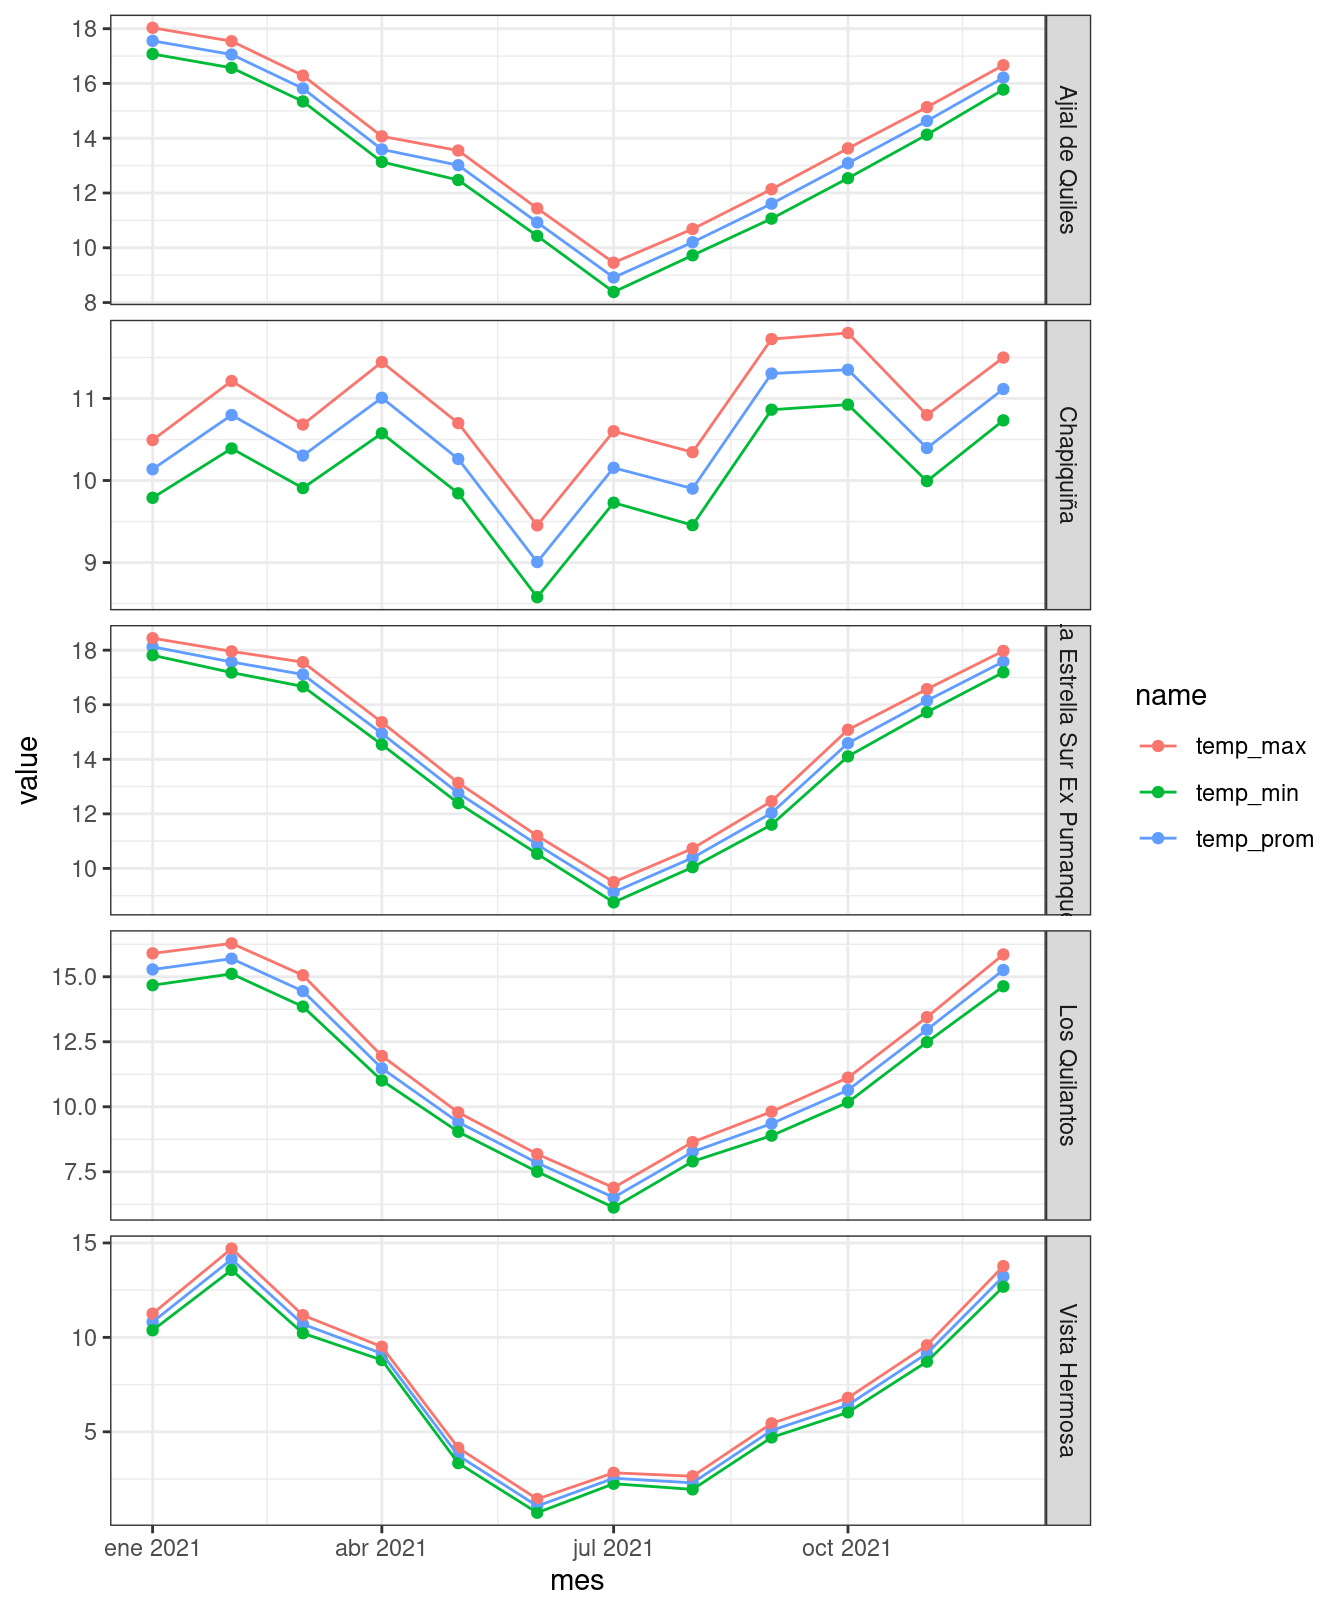 18
16
14
12
10
8
Ajial de Quiles
11
10
9
Chapiquiña
18
16
14
12
10
a Estrella Sur Ex Pumanque
15.0
12.5
10.0
7.5
Los Quilantos
15
10
5
Vista Hermosa
ene 2021 abr 2021 jul 2021 oct 2021
mes
value
name
temp_max
temp_min
temp_prom